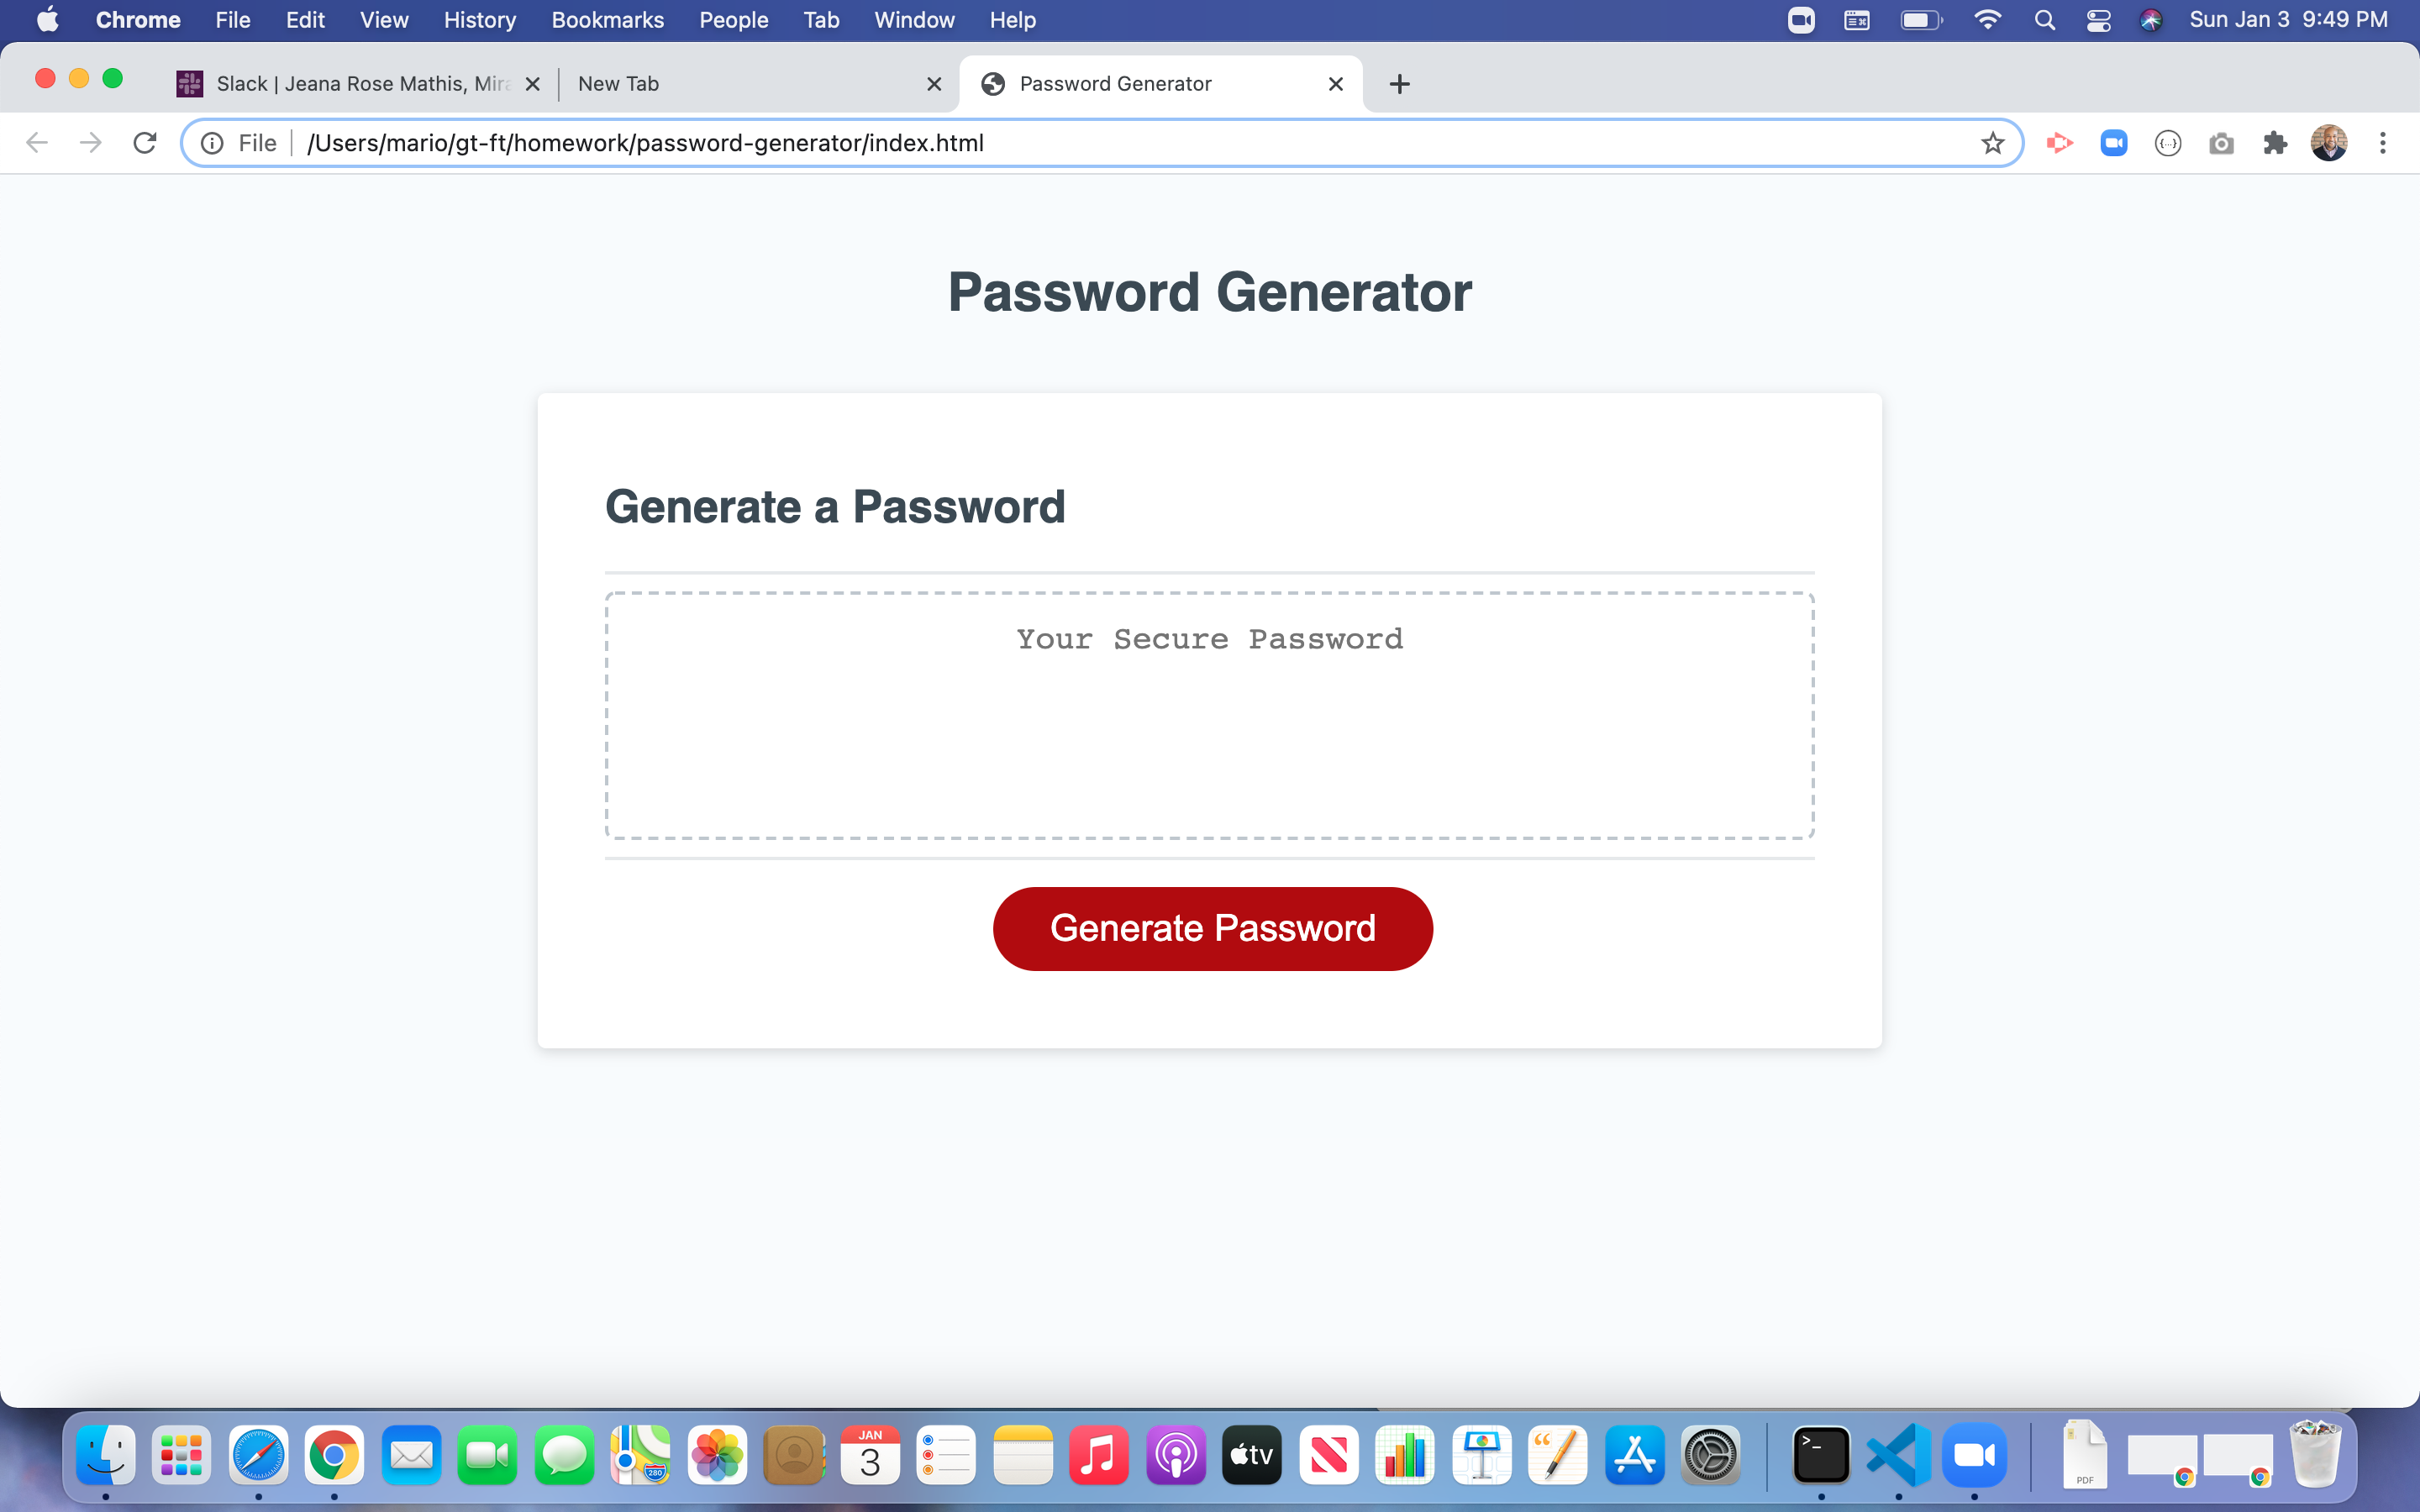 Chrome File Edit View History Bookmarks People Tab Window Help Sun Jan 3 9:49 PM
Slack | Jeana Rose Mathis, Mira New Tab Password Generator
File /Users/mario/gt-ft/homework/password-generator/index.html
Password Generator
Generate a Password
Your Secure Password
Generate Password
JAN
3
280
tv
>_
PDF